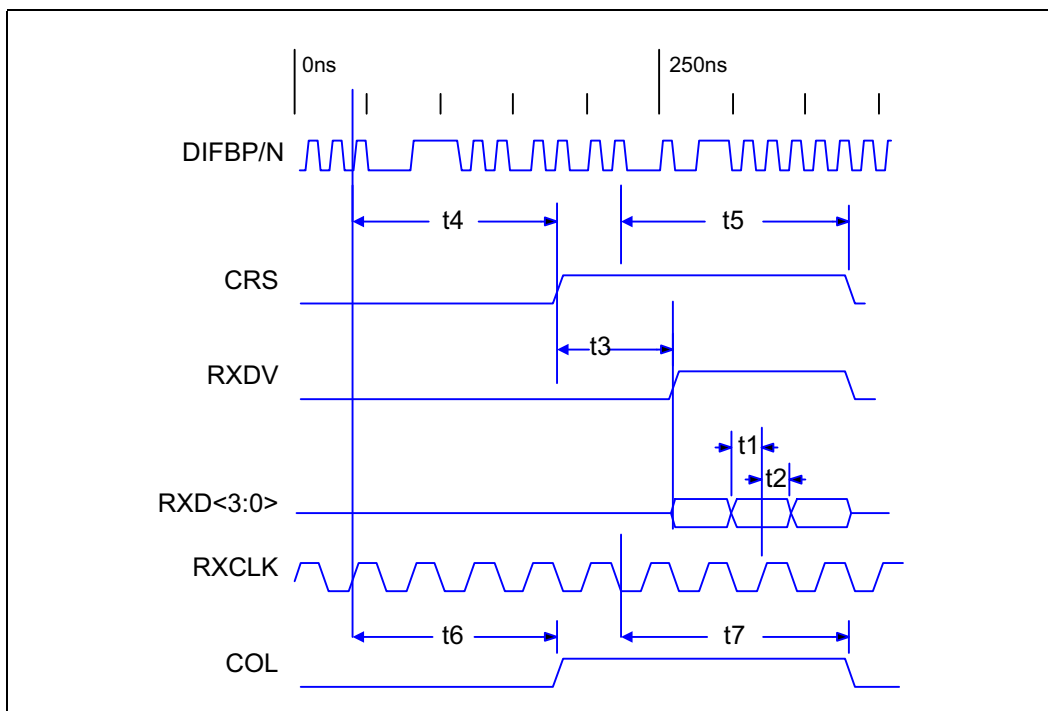 0ns
250ns
DIFBP/N
t4
t5
CRS
t3
RXDV
t1
t2
RXD<3:0>
RXCLK
t6
t7
COL